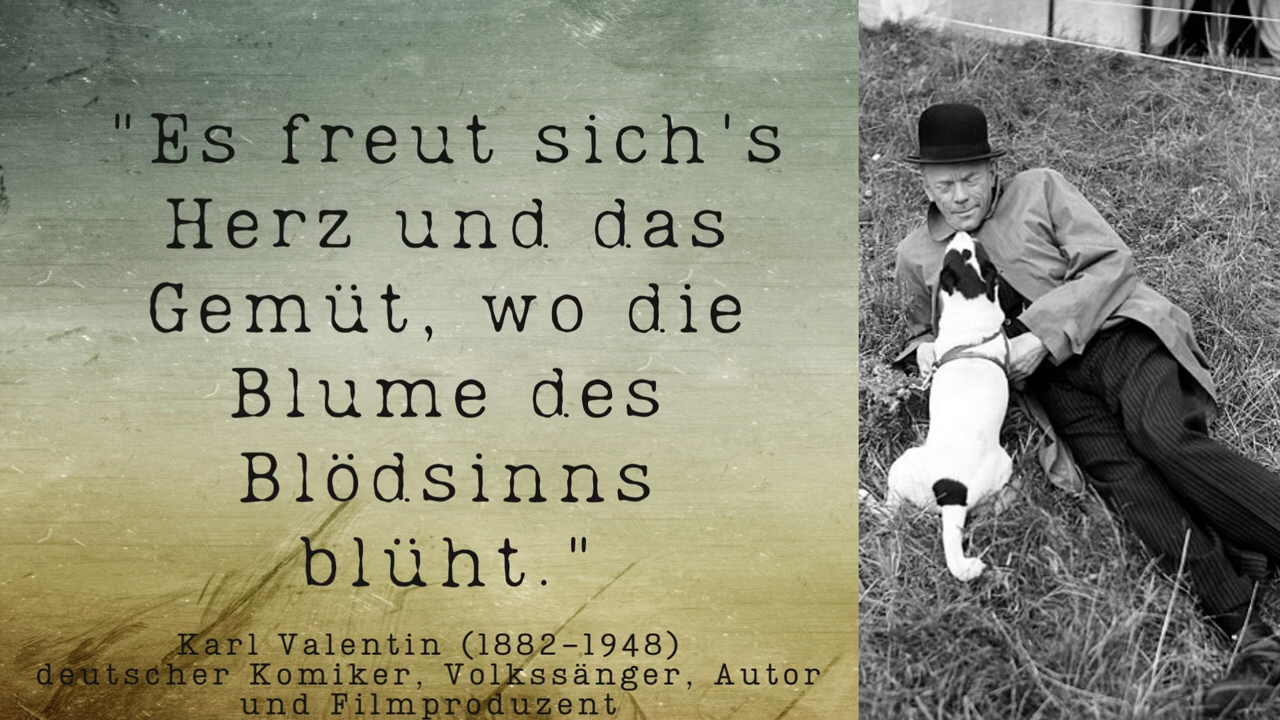 "Es freut sich's
Herz und das
Gemüt, wo die
Blume des
Blödsinns
blüht."
Karl Valentin (1882-1948)
deutscher Komiker, Volkssänger, Autor
und Filmproduzent